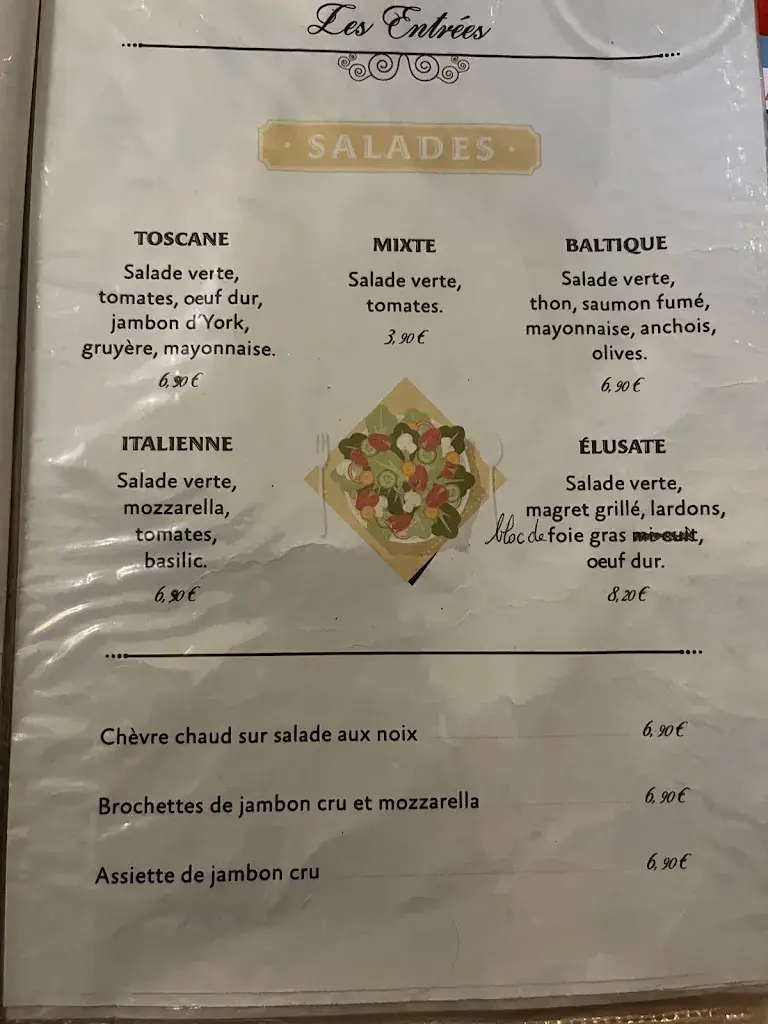 Les Entrées
· SALADES ·
TOSCANE
Salade verte,
tomates, oeuf dur,
jambon d'York,
gruyère, mayonnaise.
6,90 €
MIXTE
Salade verte,
tomates.
3,90 €
BALTIQUE
Salade verte,
thon, saumon fumé,
mayonnaise, anchois,
olives.
6,90 €
ITALIENNE
Salade verte,
mozzarella,
tomates,
basilic.
6,90 €
ÉLUSATE
Salade verte,
magret grillé, lardons,
bloc de foie gras mi-cuit,
oeuf dur.
8,20 €
Chèvre chaud sur salade aux noix 6,90 €
Brochettes de jambon cru et mozzarella 6,90 €
Assiette de jambon cru 6,90 €